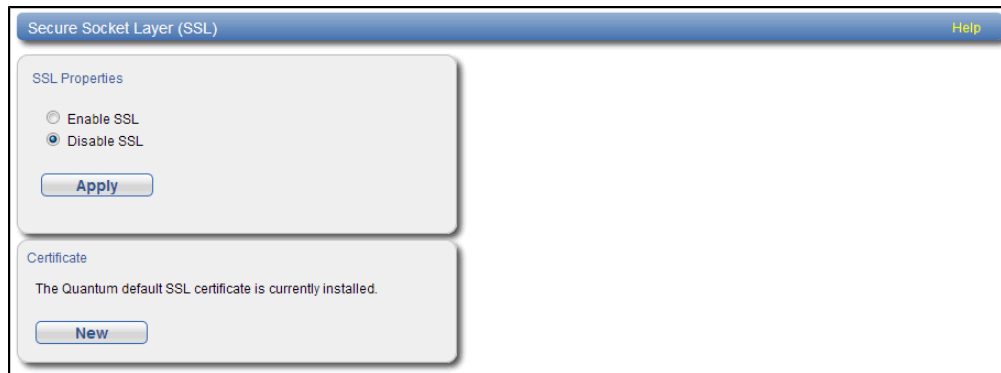 Secure Socket Layer (SSL)
Help
SSL Properties
Enable SSL
Disable SSL
Apply
Certificate
The Quantum default SSL certificate is currently installed.
New